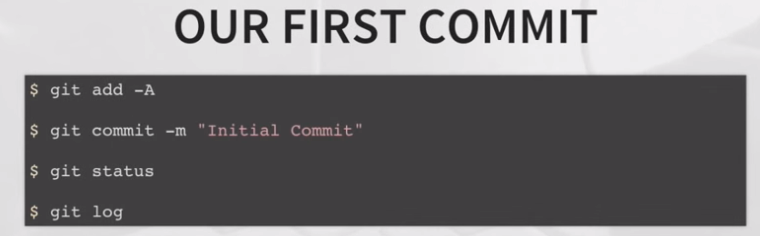 OUR FIRST COMMIT
$ git add -A
$ git commit -m "Initial Commit"
$ git status
$ git log